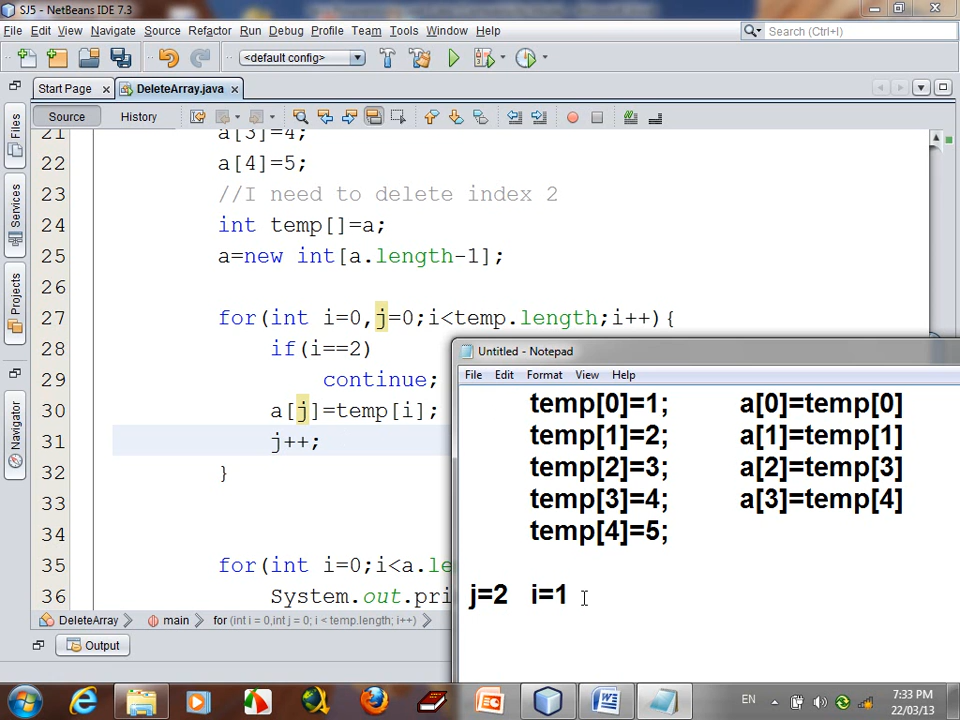 SJ5 - NetBeans IDE 7.3
File Edit View Navigate Source Refactor Run Debug Profile Team Tools Window Help
Search (Ctrl+I)
<default config>
Start Page DeleteArray.java
Source History
Files
Services
Projects
Navigator
21 a[3]=4;
22 a[4]=5;
23 //I need to delete index 2
24 int temp[]=a;
25 a=new int[a.length-1];
26
27 for(int i=0,j=0;i<temp.length;i++){
28 if(i==2)
29 continue;
30 a[j]=temp[i];
31 j++;
32 }
33
34
35 for(int i=0;i<a.le
36 System.out.pri
DeleteArray main for (int i = 0,int j = 0; i < temp.length; i++)
Output
Untitled - Notepad
File Edit Format View Help
temp[0]=1; a[0]=temp[0]
temp[1]=2; a[1]=temp[1]
temp[2]=3; a[2]=temp[3]
temp[3]=4; a[3]=temp[4]
temp[4]=5;
j=2 i=1
EN
7:33 PM
22/03/13